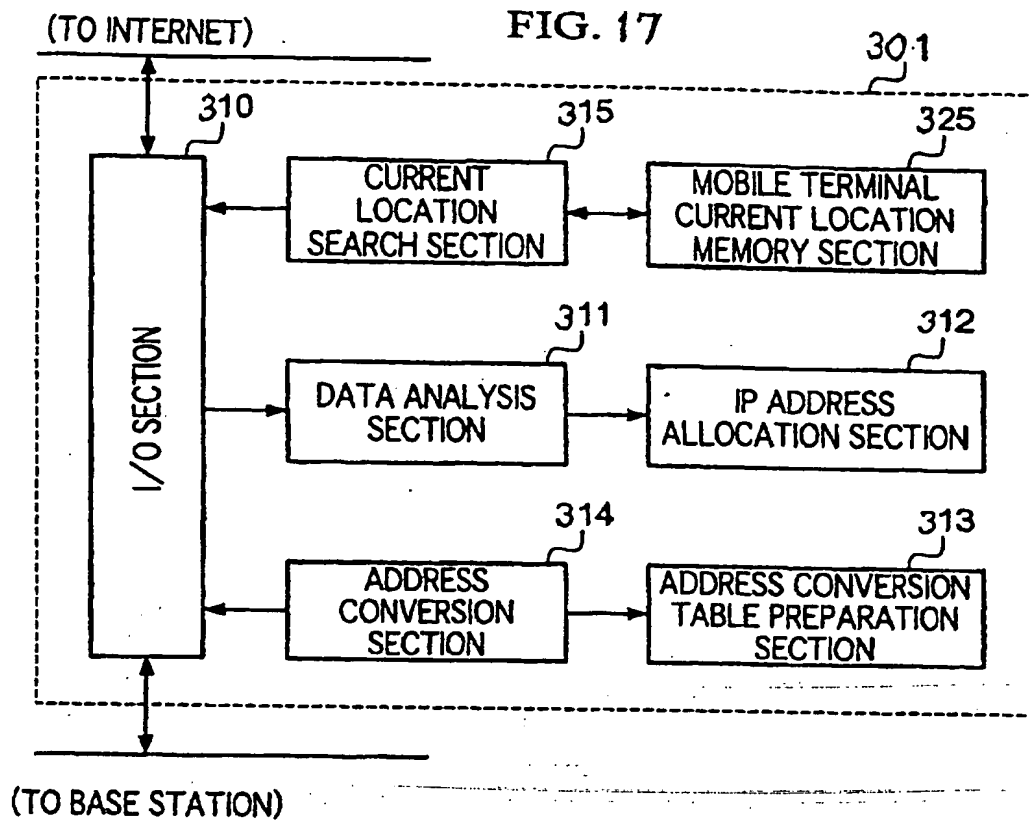 (TO INTERNET)
FIG. 17
301
310
315
325
CURRENT
LOCATION
SEARCH SECTION
MOBILE TERMINAL
CURRENT LOCATION
MEMORY SECTION
I/O SECTION
311
312
DATA ANALYSIS
SECTION
IP ADDRESS
ALLOCATION SECTION
314
313
ADDRESS
CONVERSION
SECTION
ADDRESS CONVERSION
TABLE PREPARATION
SECTION
(TO BASE STATION)